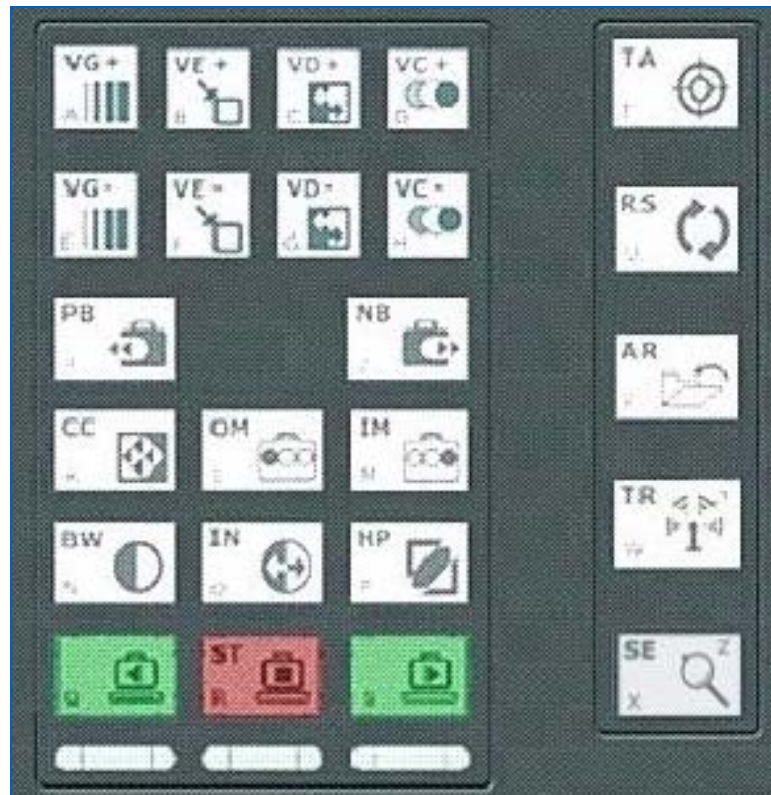 VG +
A
VE +
B
VD +
C
VC +
D
VG -
E
VE -
F
VD -
G
VC -
H
PB
NB
CC
K
OM
L
IM
M
BW
N
IN
O
HP
P
Q
ST
R
S
TA
T
RS
U
AR
V
TR
W
SE
Z
X